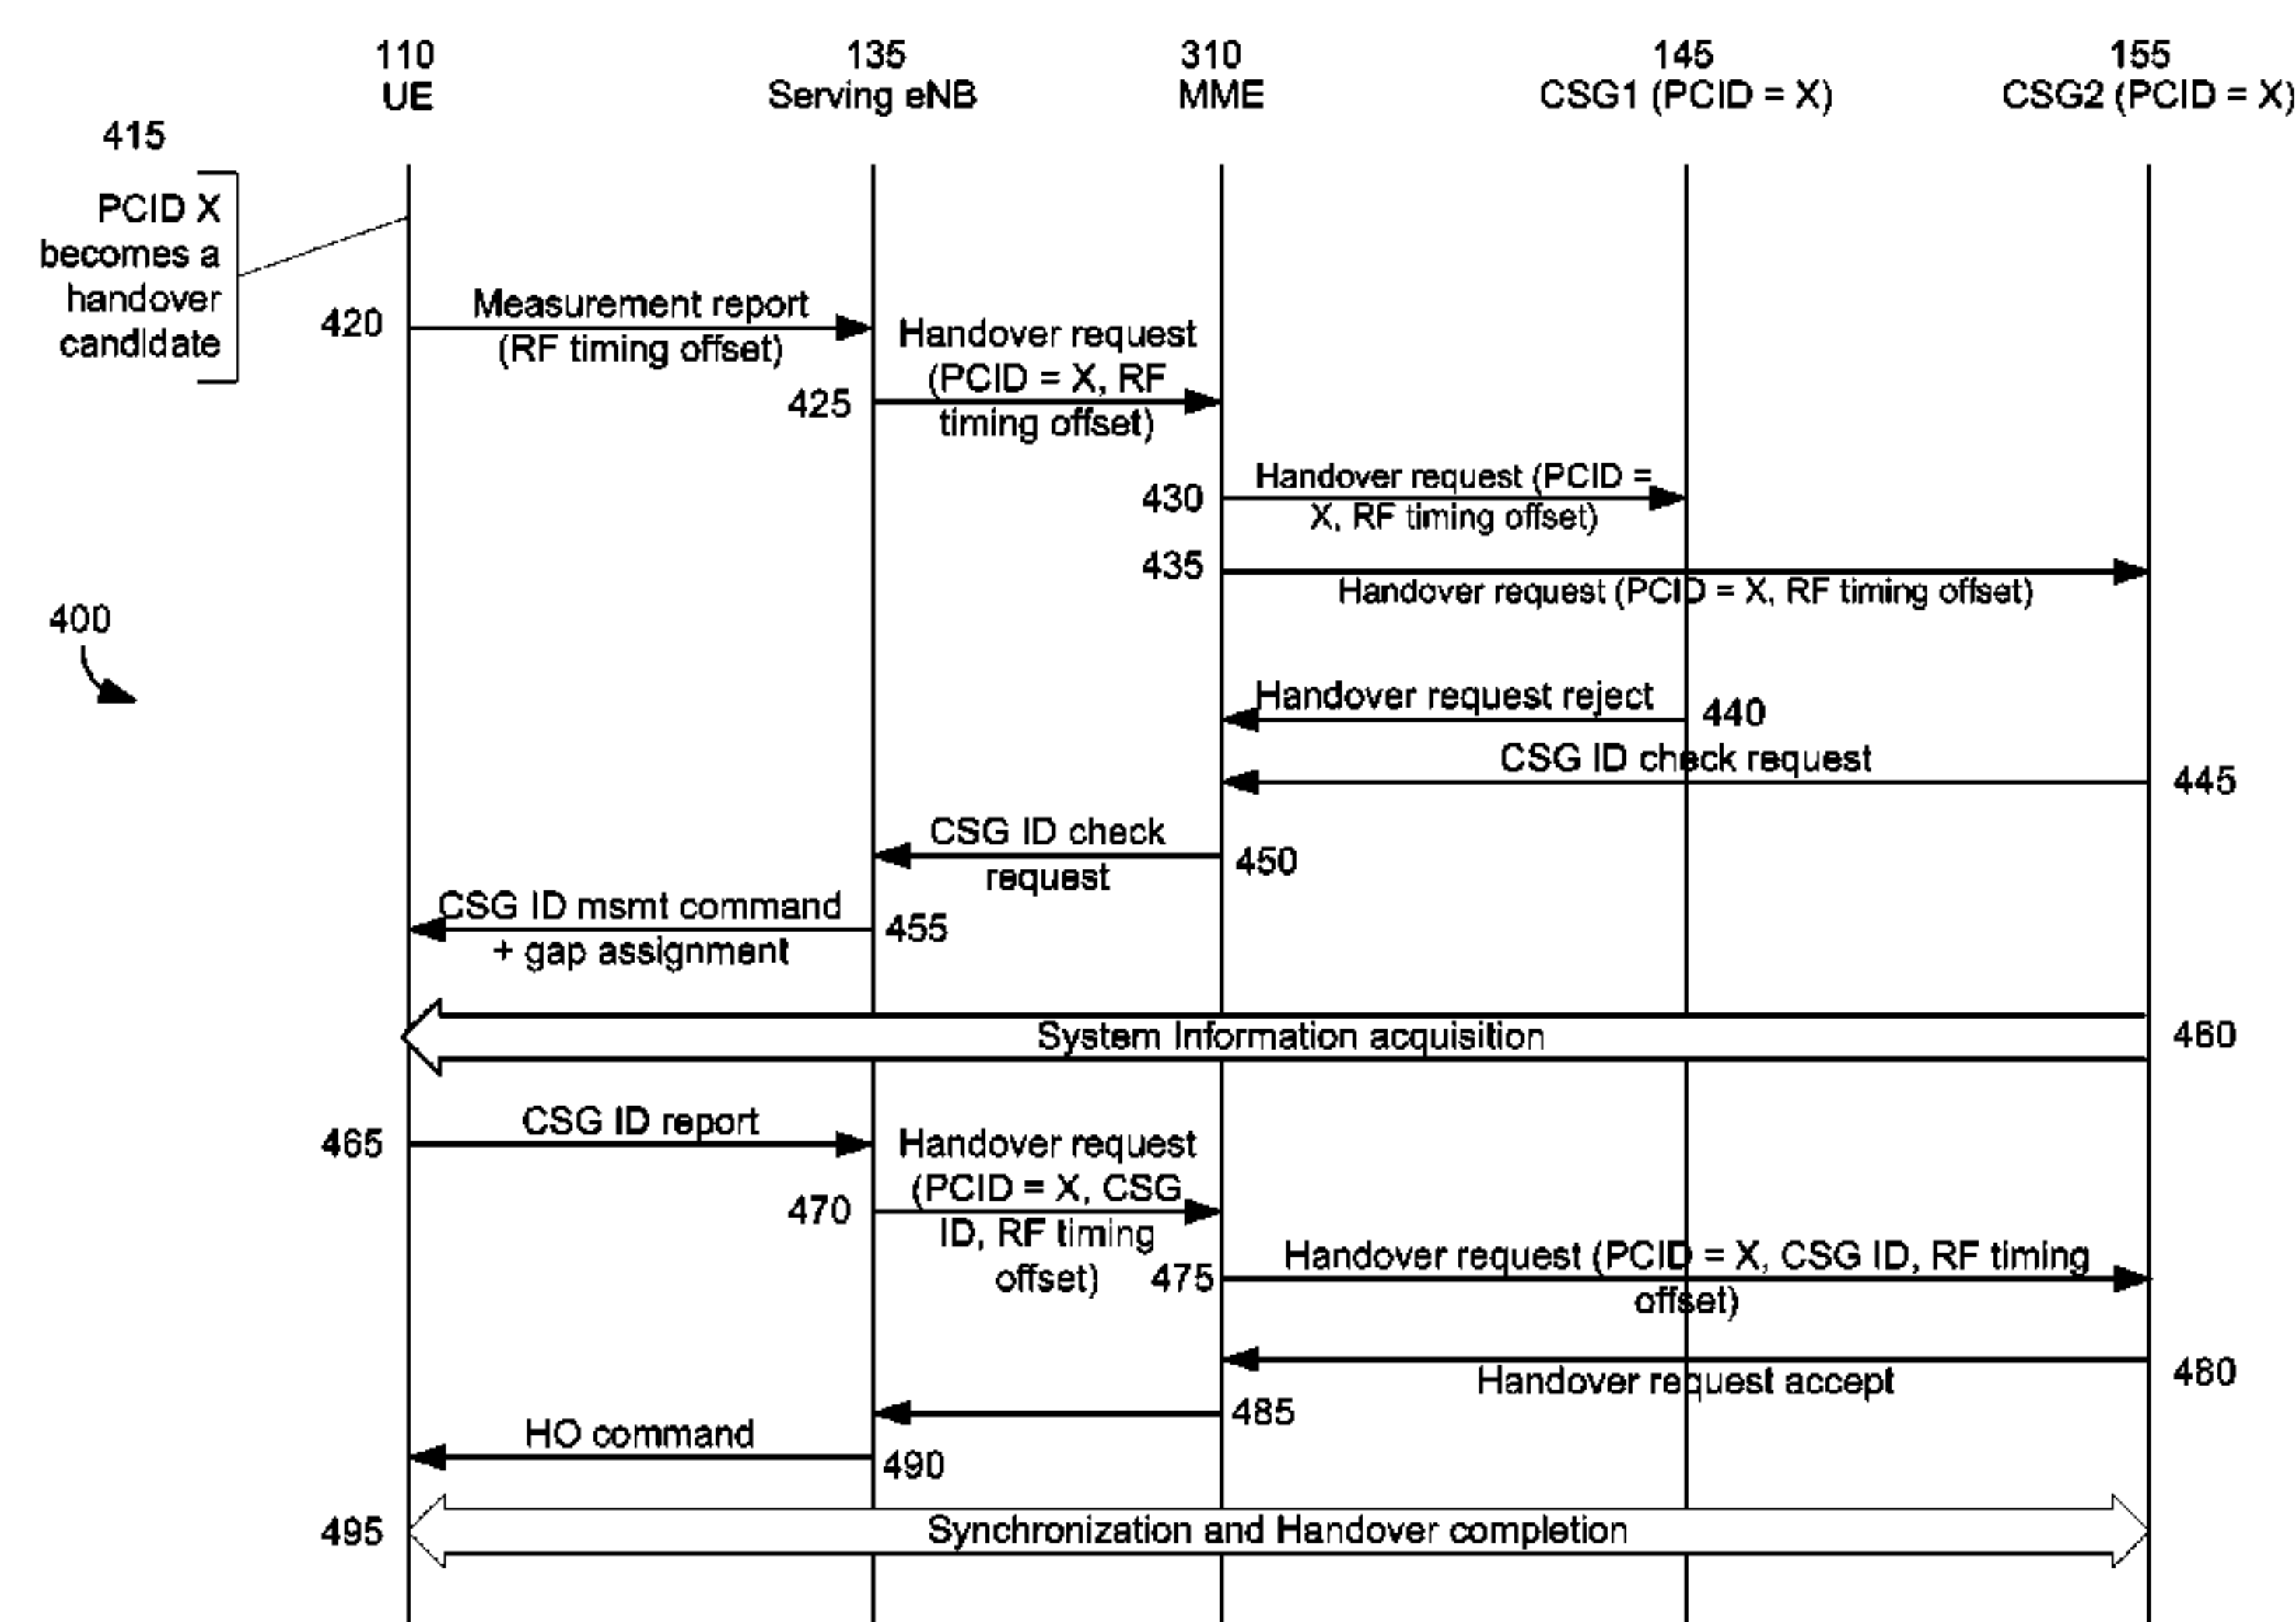 110
UE
135
Serving eNB
310
MME
145
CSG1 (PCID = X)
155
CSG2 (PCID = X)
415
PCID X
becomes a
handover
candidate
420
Measurement report
(RF timing offset)
Handover request
(PCID = X, RF
timing offset)
425
430
Handover request (PCID =
X, RF timing offset)
435
Handover request (PCID = X, RF timing offset)
400
Handover request reject
440
CSG ID check request
445
CSG ID check
request
450
CSG ID msmt command
+ gap assignment
455
System Information acquisition
460
465
CSG ID report
Handover request
(PCID = X, CSG
ID, RF timing
offset)
470
475
Handover request (PCID = X, CSG ID, RF timing
offset)
Handover request accept
480
485
HO command
490
495
Synchronization and Handover completion